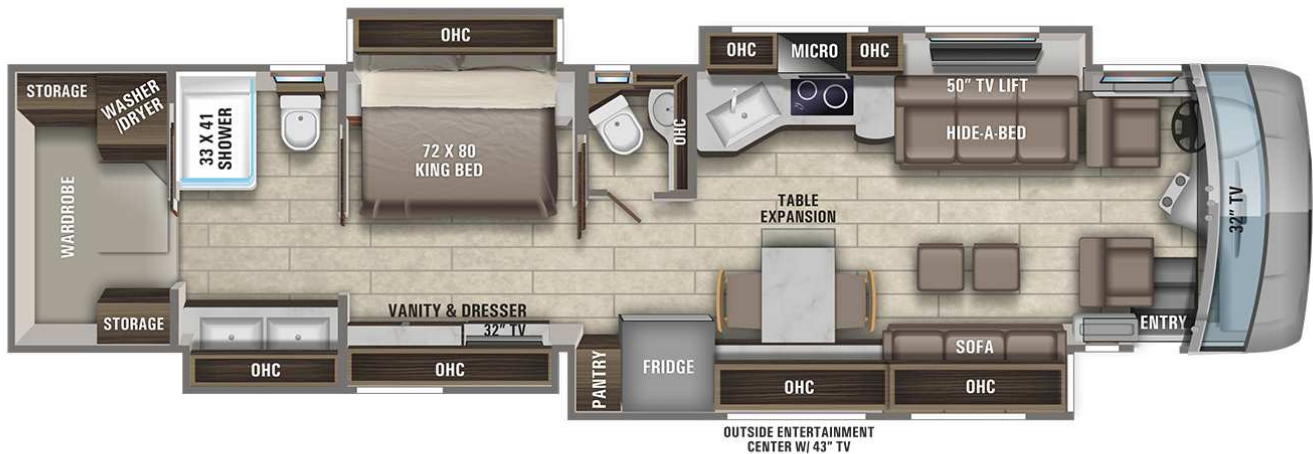 OHC
OHC
MICRO
OHC
STORAGE
WASHER
/DRYER
33 X 41
SHOWER
72 X 80
KING BED
OHC
50" TV LIFT
HIDE-A-BED
WARDROBE
TABLE
EXPANSION
32" TV
STORAGE
VANITY & DRESSER
32" TV
ENTRY
SOFA
OHC
OHC
PANTRY
FRIDGE
OHC
OHC
OUTSIDE ENTERTAINMENT
CENTER W/ 43" TV